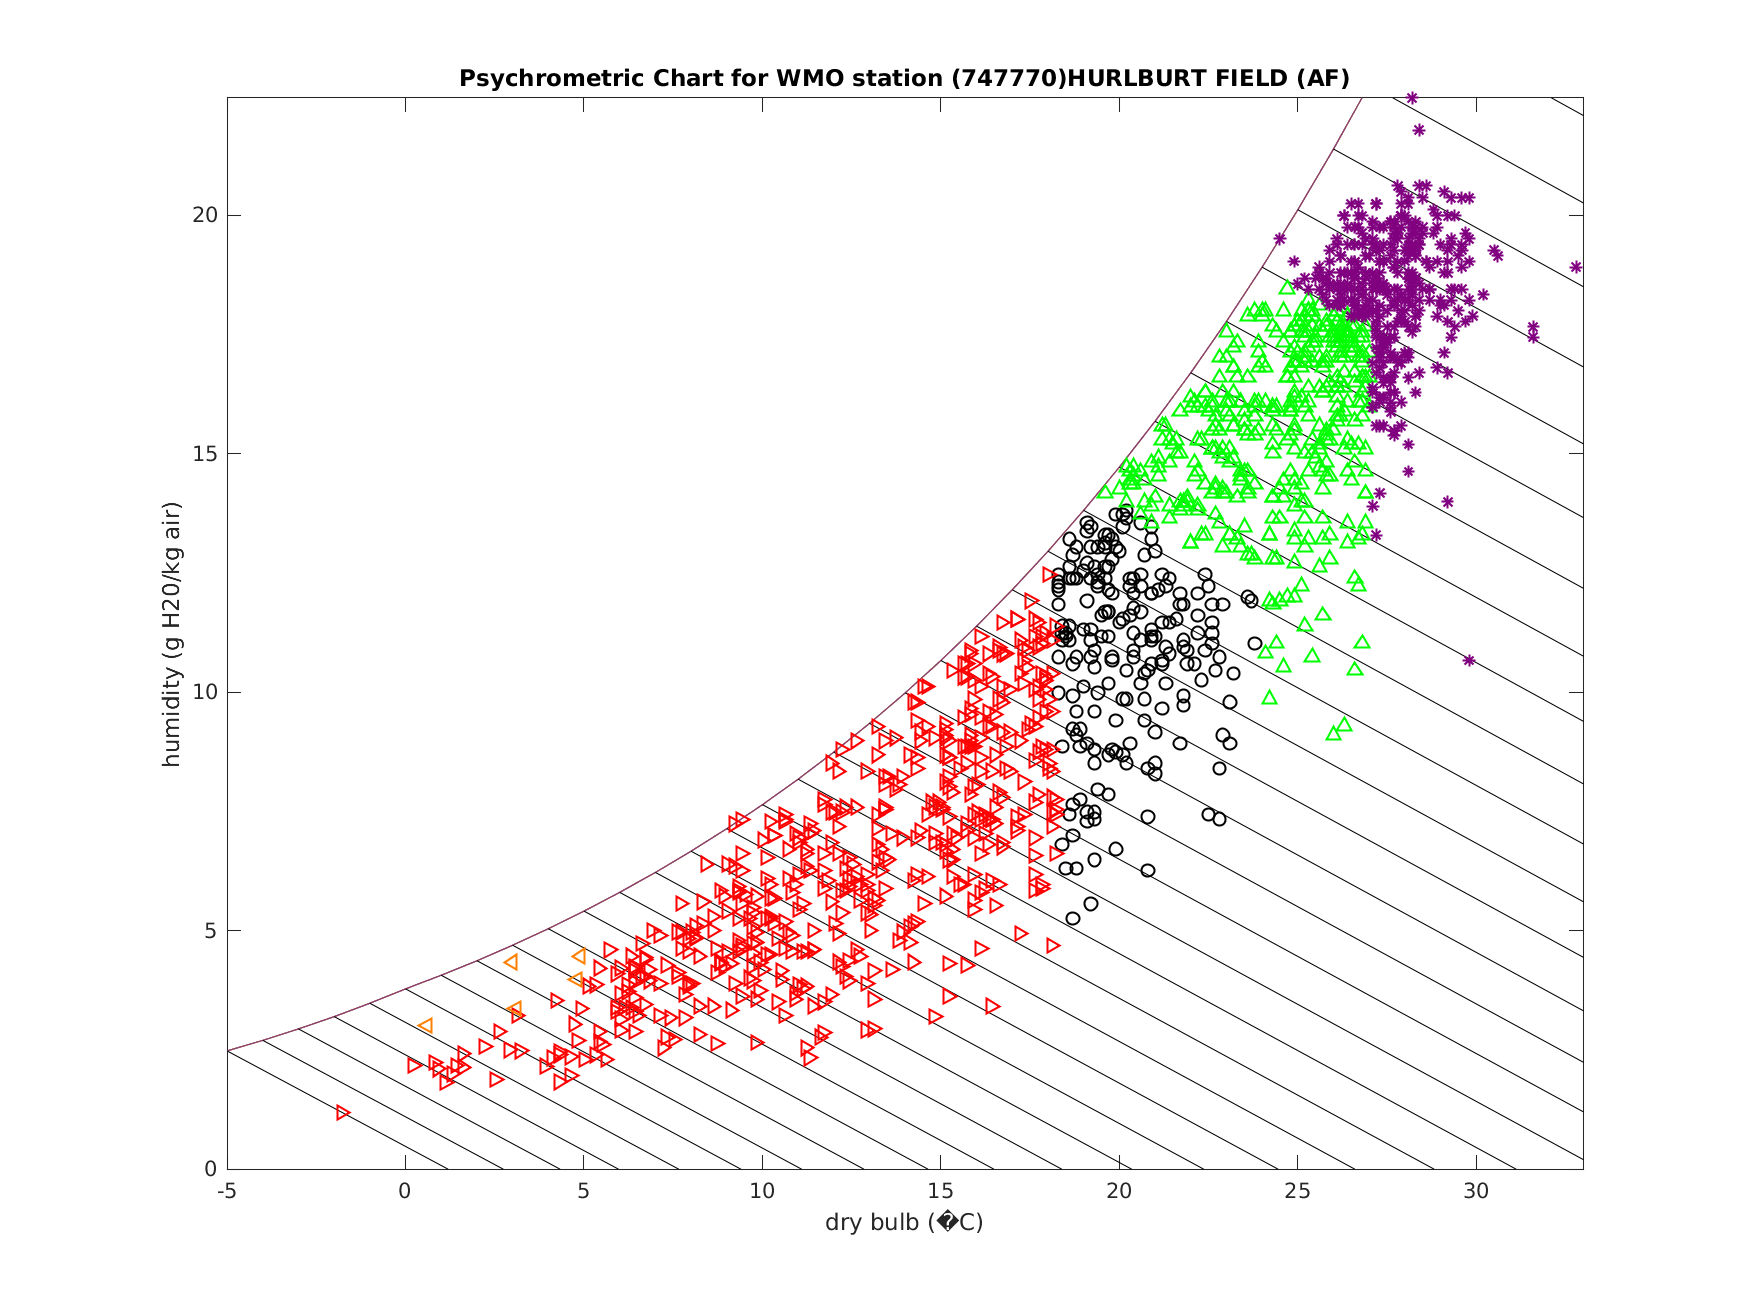 Psychrometric Chart for WMO station (747770)HURLBURT FIELD (AF)
humidity (g H20/kg air)
20
15
10
5
0
-5 0 5 10 15 20 25 30
dry bulb (�C)